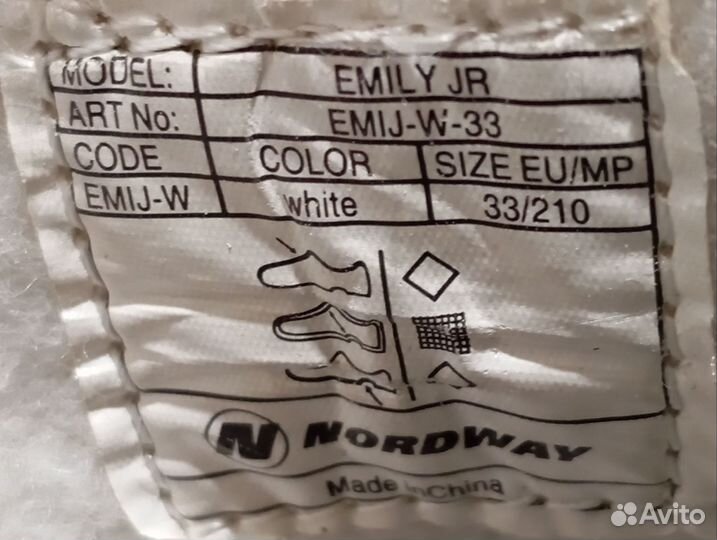 MODEL: EMILY JR
ART No: EMIJ-W-33
CODE COLOR SIZE EU/MP
EMIJ-W white 33/210
N NORDWAY
Made in China
Avito